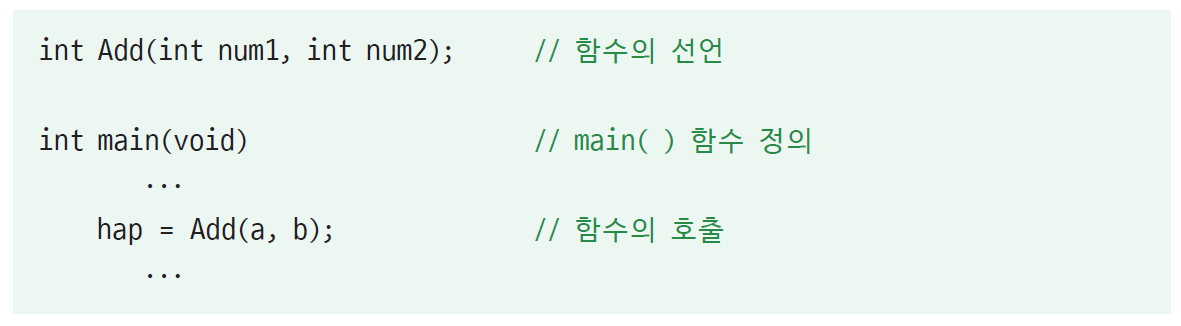 int Add(int num1, int num2); // 함수의 선언
int main(void) // main( ) 함수 정의
...
hap = Add(a, b); // 함수의 호출
...